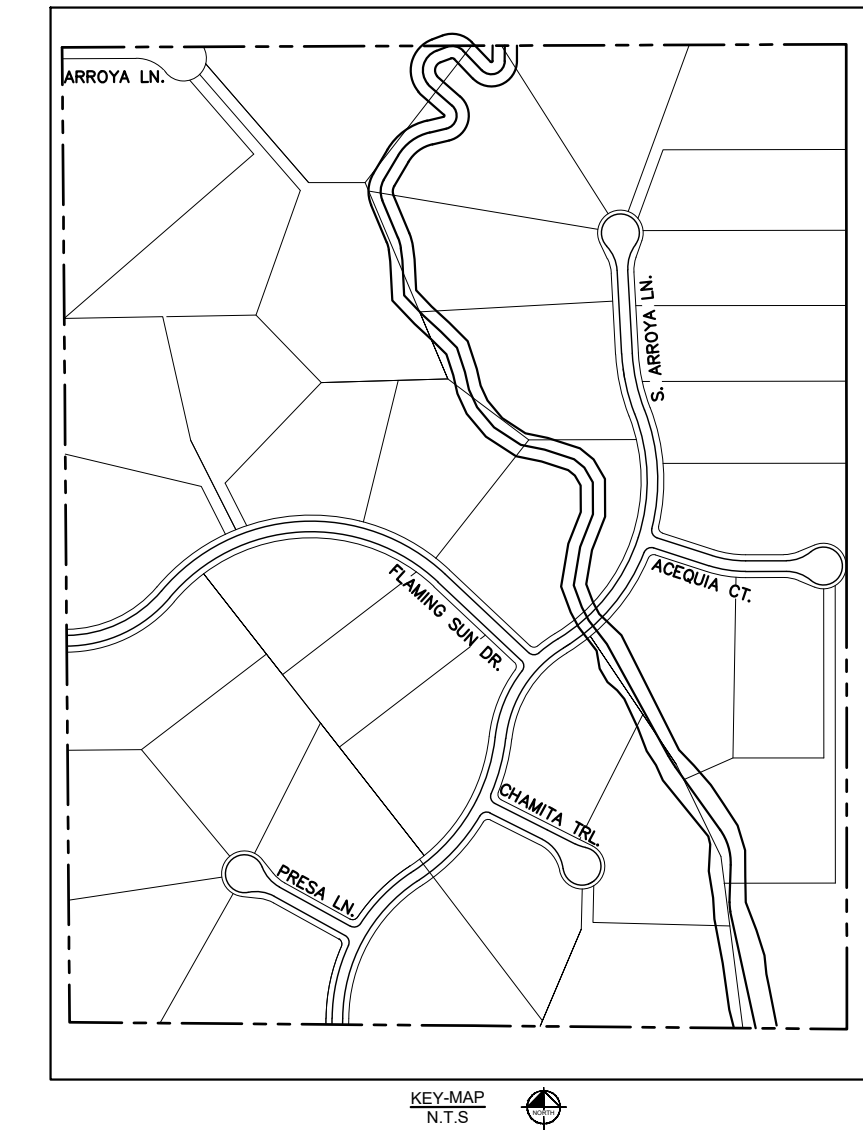 ARROYA LN.
S. ARROYA LN.
ACEQUIA CT.
FLAMING SUN DR.
CHAMITA TRL.
PRESA LN.
KEY-MAP
N.T.S
NORTH